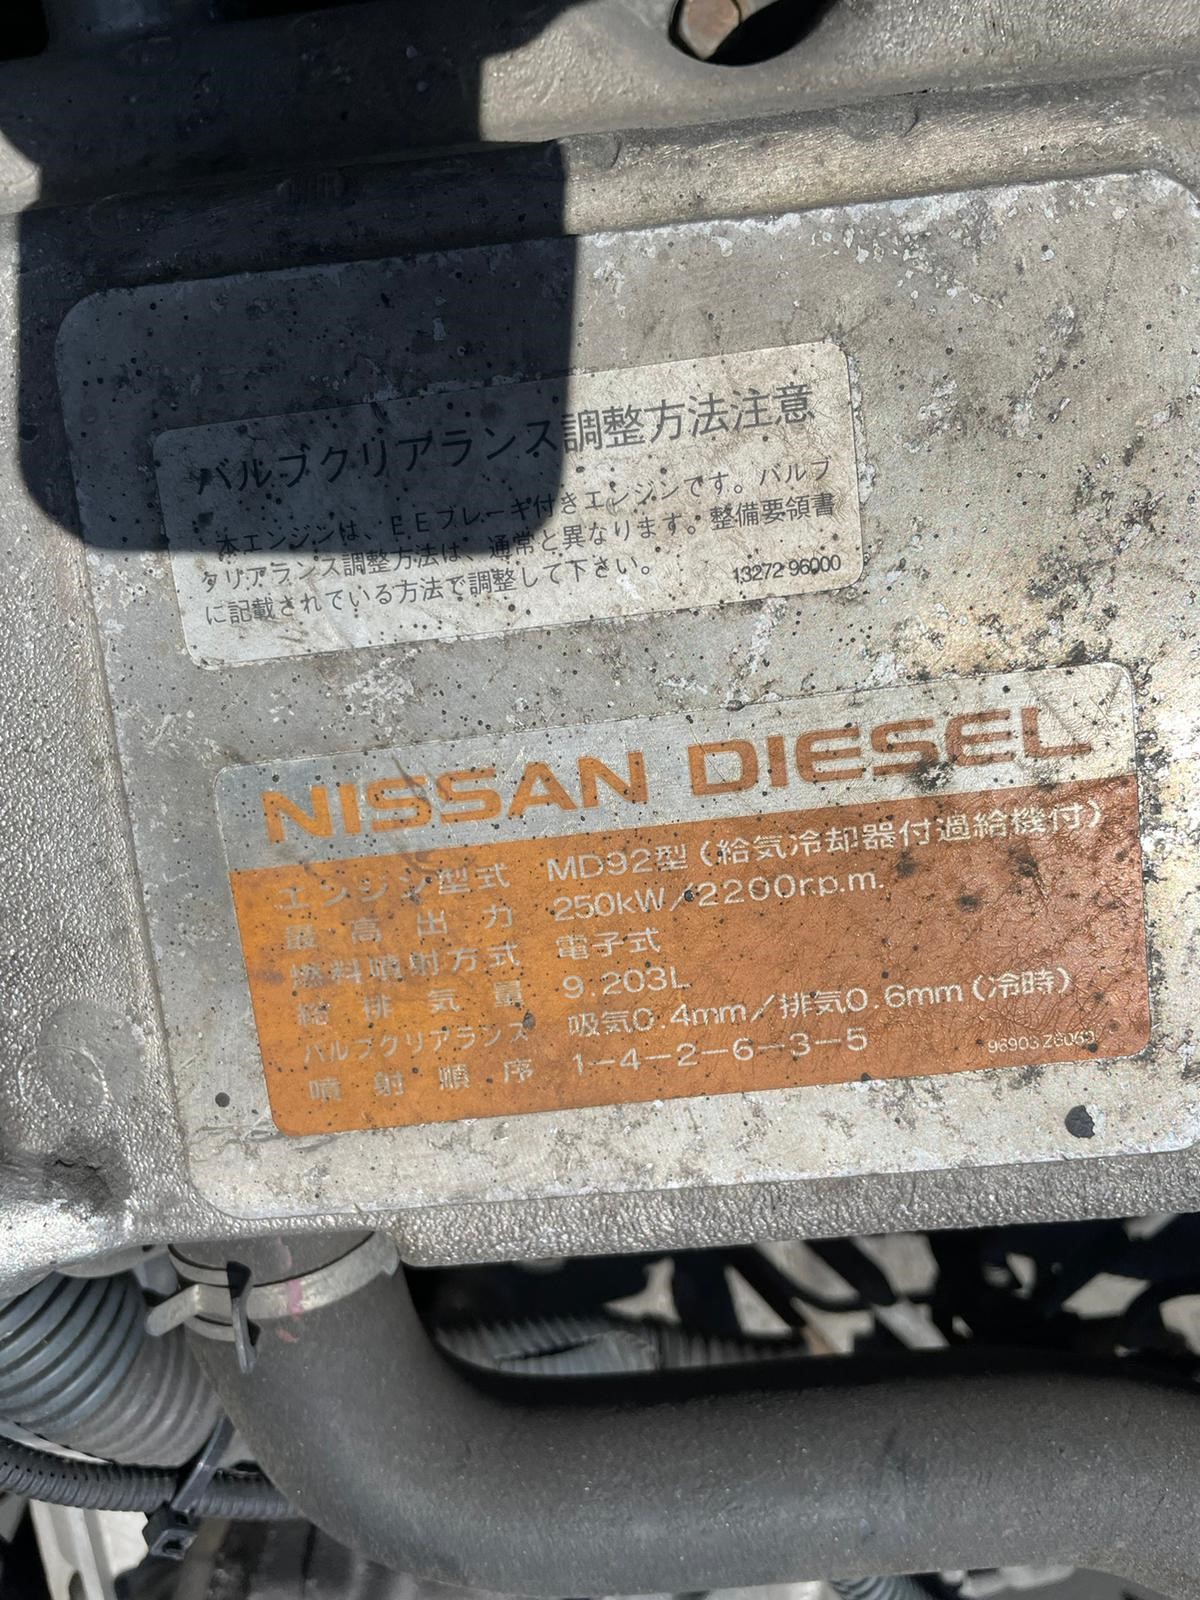 バルブクリアランス調整方法注意
本エンジンは、EEブレーキ付きエンジンです。バルブ
クリアランス調整方法は、通常と異なります。整備要領書
に記載されている方法で調整して下さい。
13272 96000
NISSAN DIESEL
エンジン型式 MD92型(給気冷却器付過給機付)
最高出力 250kW/2200r.p.m.
燃料噴射方式 電子式
総排気量 9.203L
バルブクリアランス 吸気0.4mm/排気0.6mm(冷時)
噴射順序 1-4-2-6-3-5